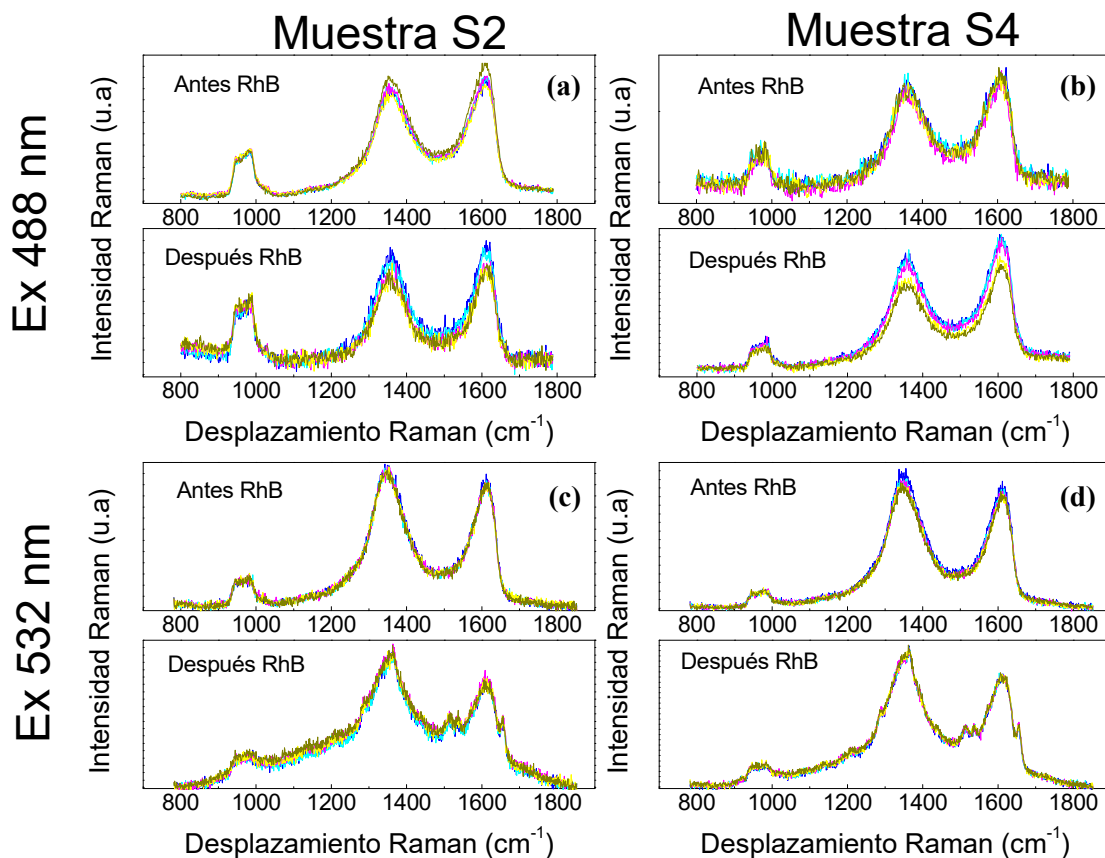 Muestra S2
Muestra S4
Ex 488 nm
Intensidad Raman (u.a)
Antes RhB
(a)
800 1000 1200 1400 1600 1800
Después RhB
800 1000 1200 1400 1600 1800
Desplazamiento Raman (cm⁻¹)
Intensidad Raman (u.a)
Antes RhB
(b)
800 1000 1200 1400 1600 1800
Después RhB
800 1000 1200 1400 1600 1800
Desplazamiento Raman (cm⁻¹)
Ex 532 nm
Intensidad Raman (u.a)
Antes RhB
(c)
800 1000 1200 1400 1600 1800
Después RhB
800 1000 1200 1400 1600 1800
Desplazamiento Raman (cm⁻¹)
Intensidad Raman (u.a)
Antes RhB
(d)
800 1000 1200 1400 1600 1800
Después RhB
800 1000 1200 1400 1600 1800
Desplazamiento Raman (cm⁻¹)